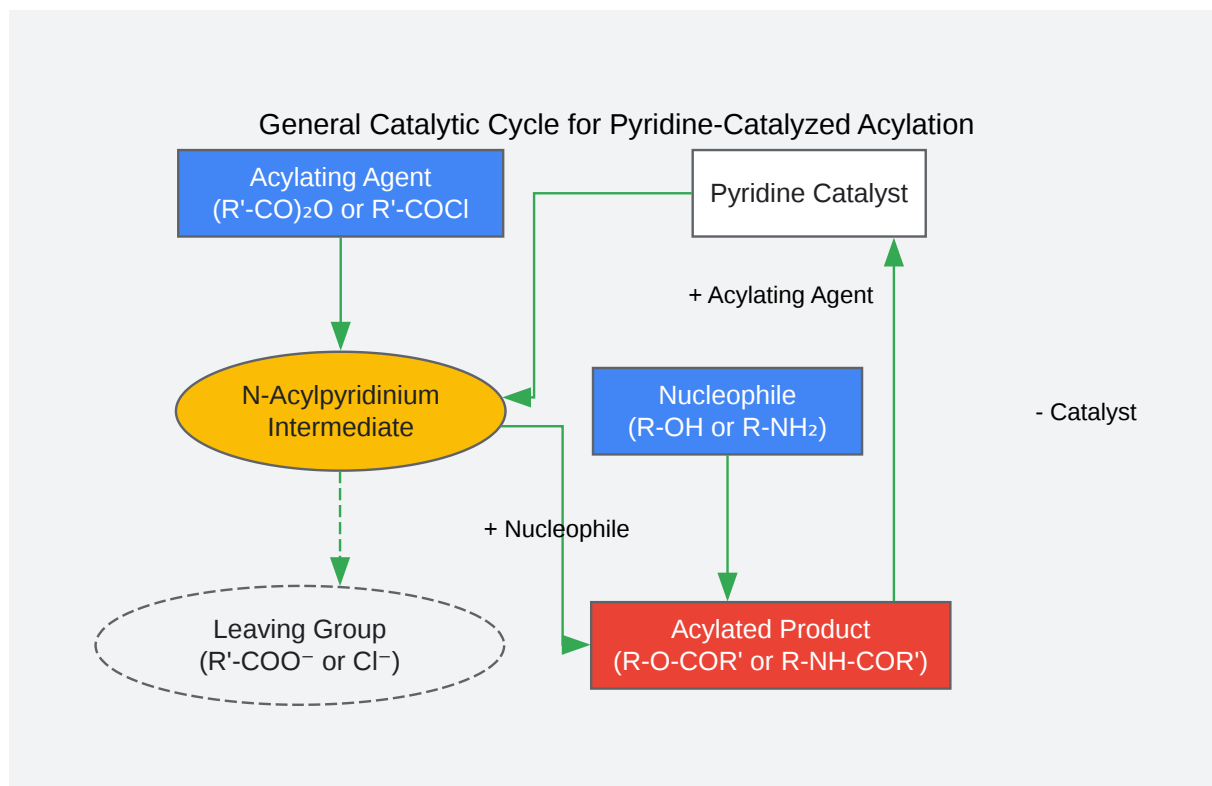 General Catalytic Cycle for Pyridine-Catalyzed Acylation
Acylating Agent
(R'-CO)₂O or R'-COCl
Pyridine Catalyst
+ Acylating Agent
N-Acylpyridinium
Intermediate
Nucleophile
(R-OH or R-NH₂)
- Catalyst
+ Nucleophile
Leaving Group
(R'-COO⁻ or Cl⁻)
Acylated Product
(R-O-COR' or R-NH-COR')